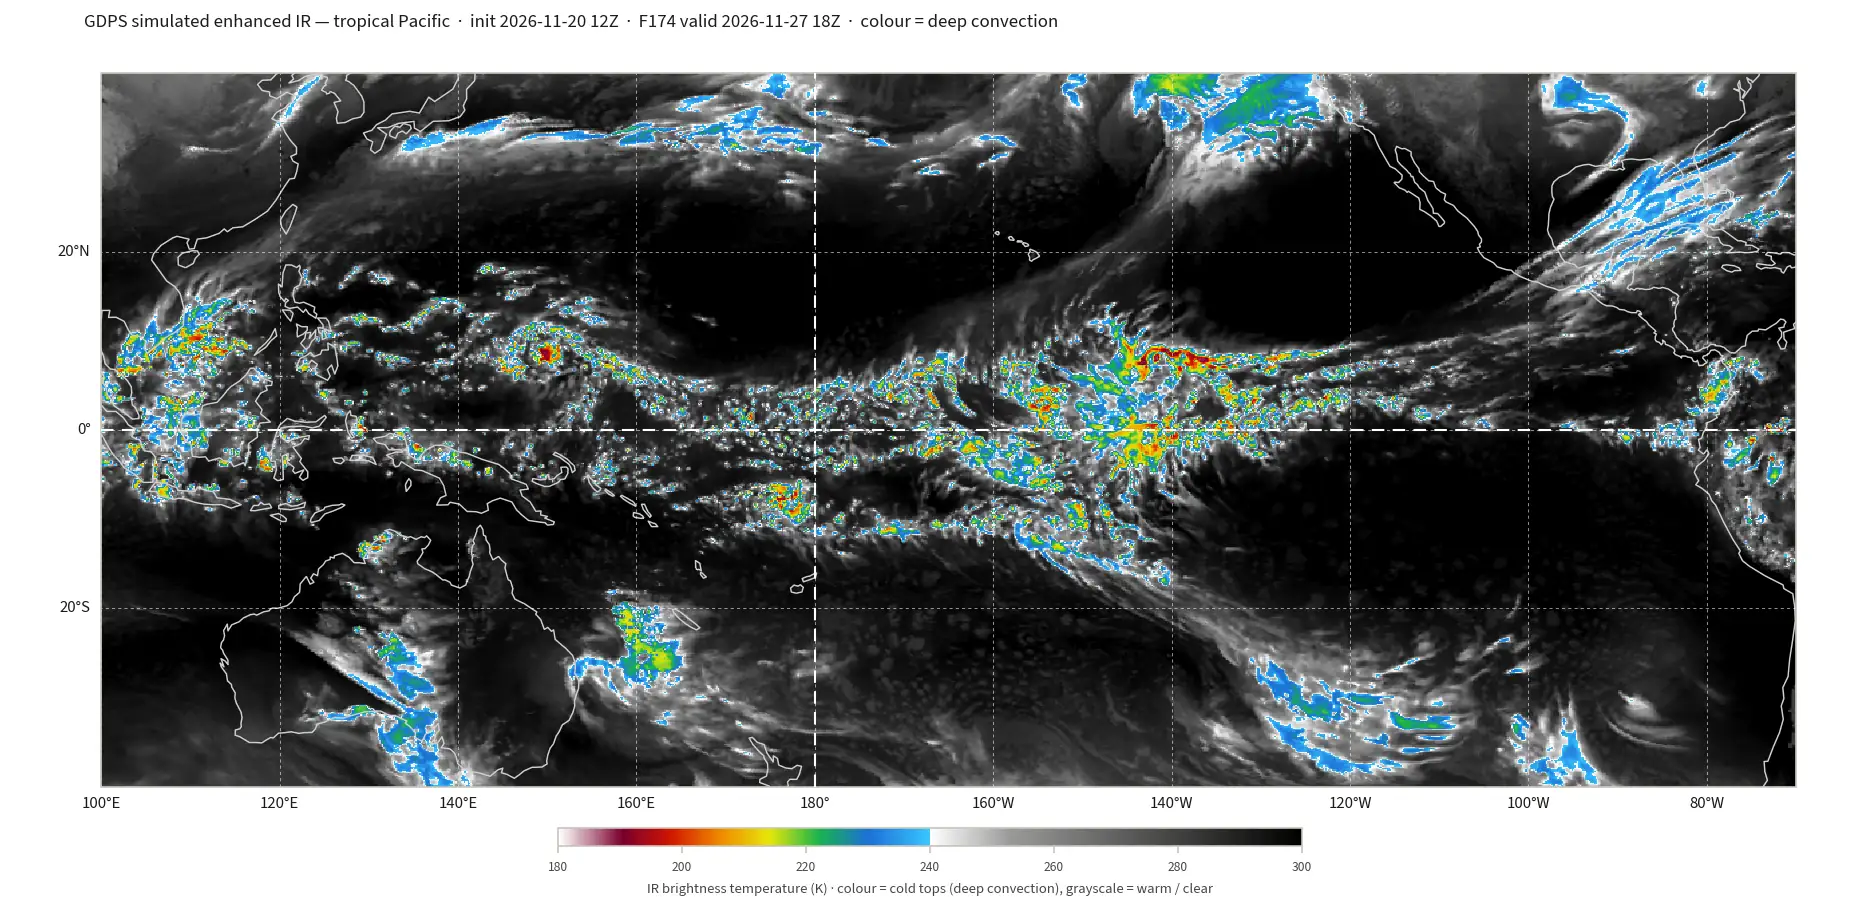 GDPS simulated enhanced IR — tropical Pacific · init 2026-11-20 12Z · F174 valid 2026-11-27 18Z · colour = deep convection
20°N
0°
20°S
100°E 120°E 140°E 160°E 180° 160°W 140°W 120°W 100°W 80°W
180 200 220 240 260 280 300
IR brightness temperature (K) · colour = cold tops (deep convection), grayscale = warm / clear